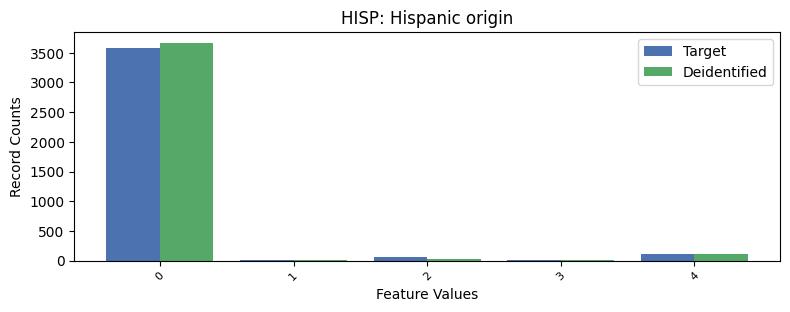 HISP: Hispanic origin
Target
Deidentified
Record Counts
3500
3000
2500
2000
1500
1000
500
0
0 1 2 3 4
Feature Values